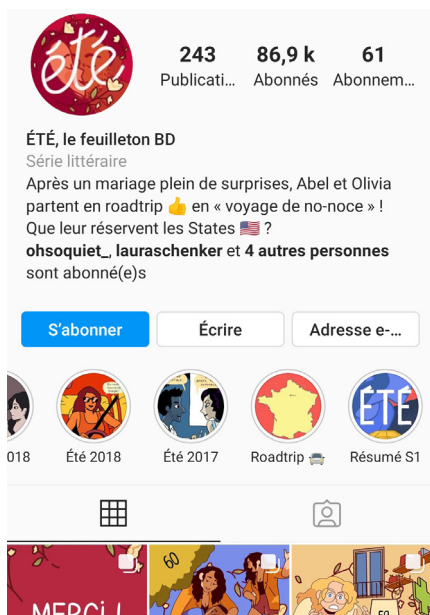 été
243 86,9 k 61
Publicati... Abonnés Abonnem...
ÉTÉ, le feuilleton BD
Série littéraire
Après un mariage plein de surprises, Abel et Olivia
partent en roadtrip 👍 en « voyage de no-noce » !
Que leur réservent les States 🇺🇸 ?
ohsoquiet_, lauraschenker et 4 autres personnes
sont abonné(e)s
S'abonner Écrire Adresse e-...
ÉTÉ
018 Été 2018 Été 2017 Roadtrip 🚘 Résumé S1
60
MERCI !
59